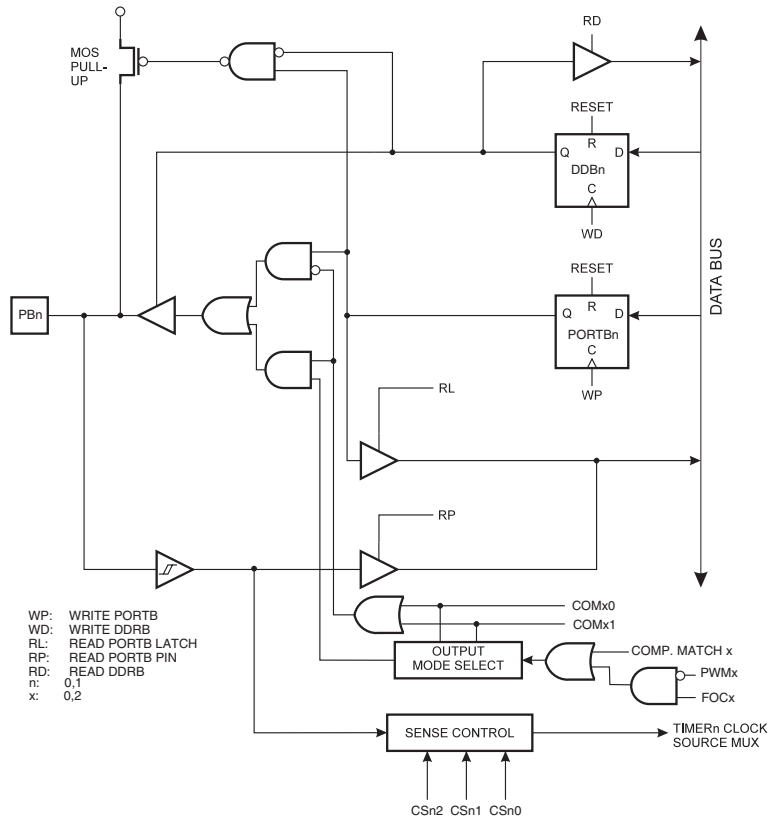 MOS
PULL-
UP
RD
RESET
R
Q
D
DDBn
C
WD
RESET
R
Q
D
PORTBn
C
WP
DATA BUS
PBn
RL
RP
WP: WRITE PORTB
WD: WRITE DDRB
RL: READ PORTB LATCH
RP: READ PORTB PIN
RD: READ DDRB
n: 0,1
x: 0,2
COMx0
COMx1
OUTPUT
MODE SELECT
COMP. MATCH x
PWMx
FOCx
SENSE CONTROL
TIMERn CLOCK
SOURCE MUX
CSn2 CSn1 CSn0